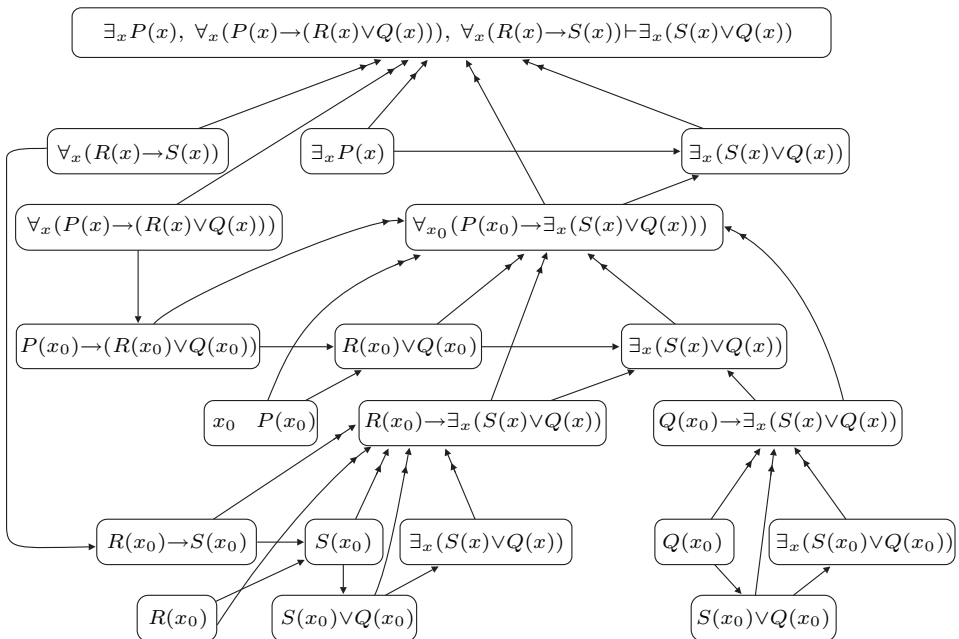 ∃ₓP(x), ∀ₓ(P(x)→(R(x)∨Q(x))), ∀ₓ(R(x)→S(x))⊢∃ₓ(S(x)∨Q(x))
∀ₓ(R(x)→S(x))
∃ₓP(x)
∃ₓ(S(x)∨Q(x))
∀ₓ(P(x)→(R(x)∨Q(x)))
∀_{x₀}(P(x₀)→∃ₓ(S(x)∨Q(x)))
P(x₀)→(R(x₀)∨Q(x₀))
R(x₀)∨Q(x₀)
∃ₓ(S(x)∨Q(x))
x₀ P(x₀)
R(x₀)→∃ₓ(S(x)∨Q(x))
Q(x₀)→∃ₓ(S(x)∨Q(x))
R(x₀)→S(x₀)
S(x₀)
∃ₓ(S(x)∨Q(x))
Q(x₀)
∃ₓ(S(x₀)∨Q(x₀))
R(x₀)
S(x₀)∨Q(x₀)
S(x₀)∨Q(x₀)